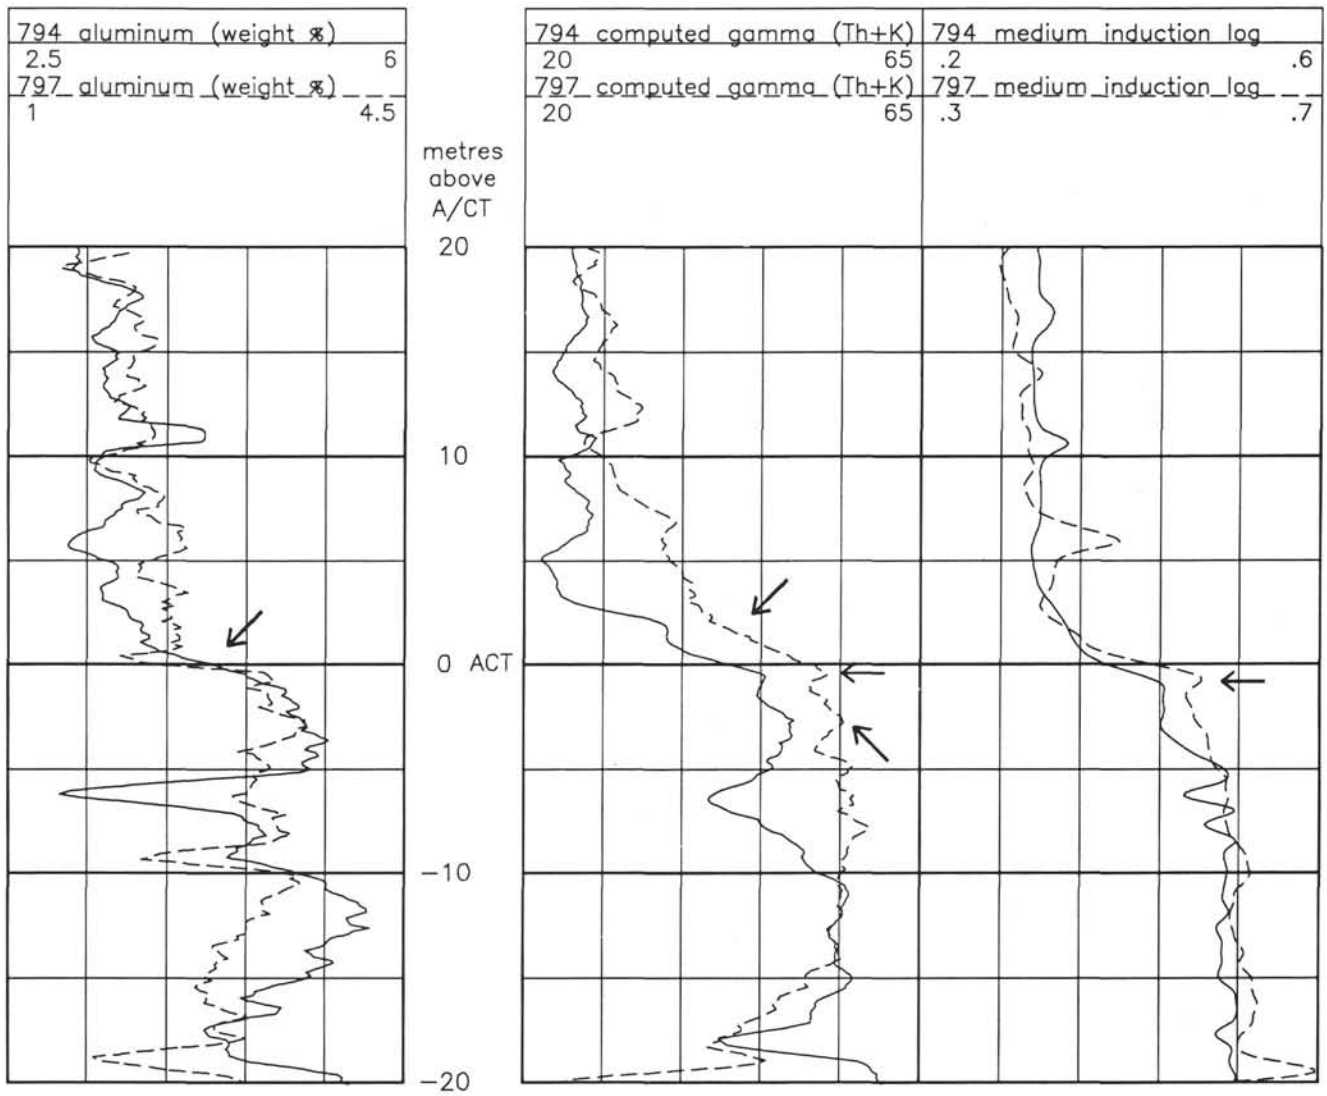 794 aluminum (weight %)
2.5 6
797 aluminum (weight %)
1 4.5
794 computed gamma (Th+K)
20 65
797 computed gamma (Th+K)
20 65
794 medium induction log
.2 .6
797 medium induction log
.3 .7
metres
above
A/CT
20
10
0 ACT
-10
-20